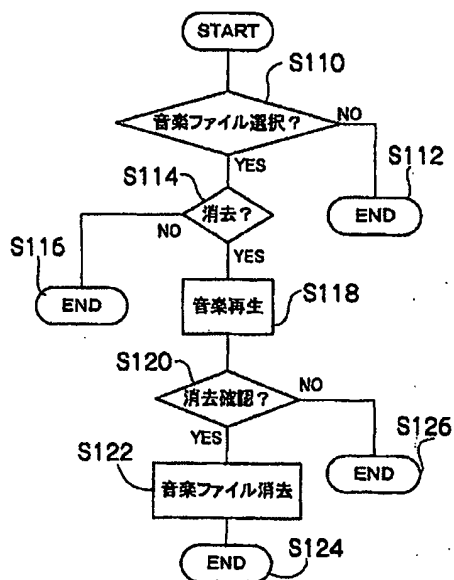 START
S110
音楽ファイル選択?
NO
YES
S112
END
S114
消去?
NO
YES
S116
END
音楽再生
S118
S120
消去確認?
NO
YES
S126
END
S122
音楽ファイル消去
S124
END